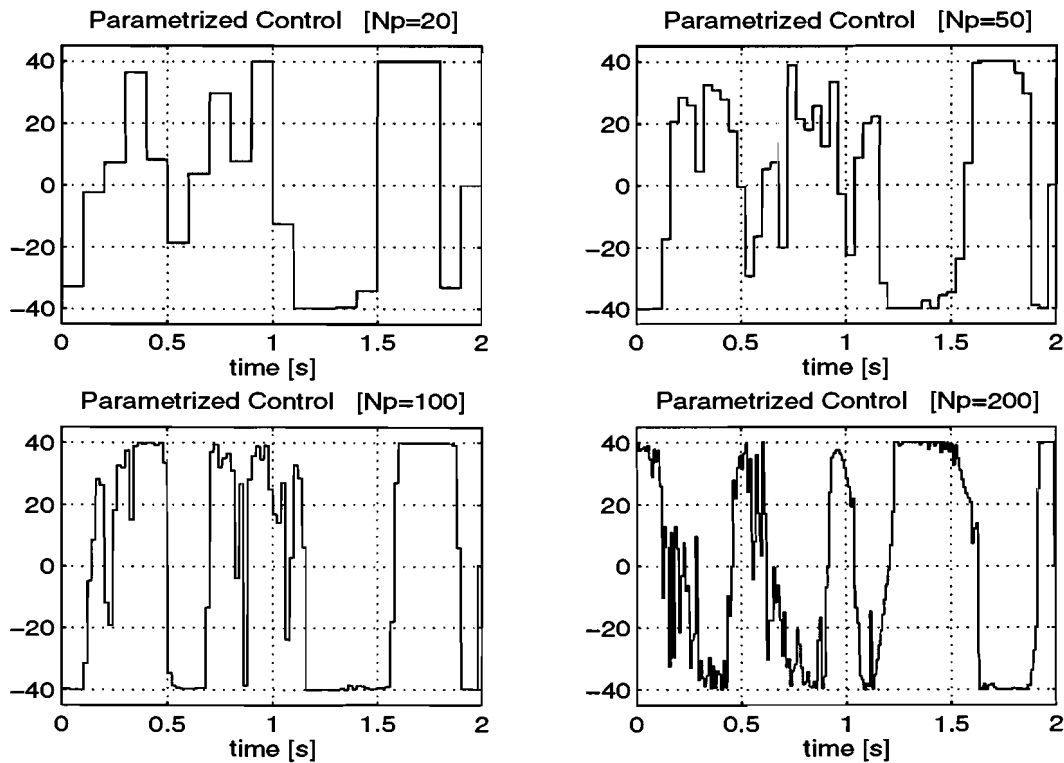 Parametrized Control [Np=20]
40
20
0
−20
−40
0 0.5 1 1.5 2
time [s]
Parametrized Control [Np=50]
40
20
0
−20
−40
0 0.5 1 1.5 2
time [s]
Parametrized Control [Np=100]
40
20
0
−20
−40
0 0.5 1 1.5 2
time [s]
Parametrized Control [Np=200]
40
20
0
−20
−40
0 0.5 1 1.5 2
time [s]